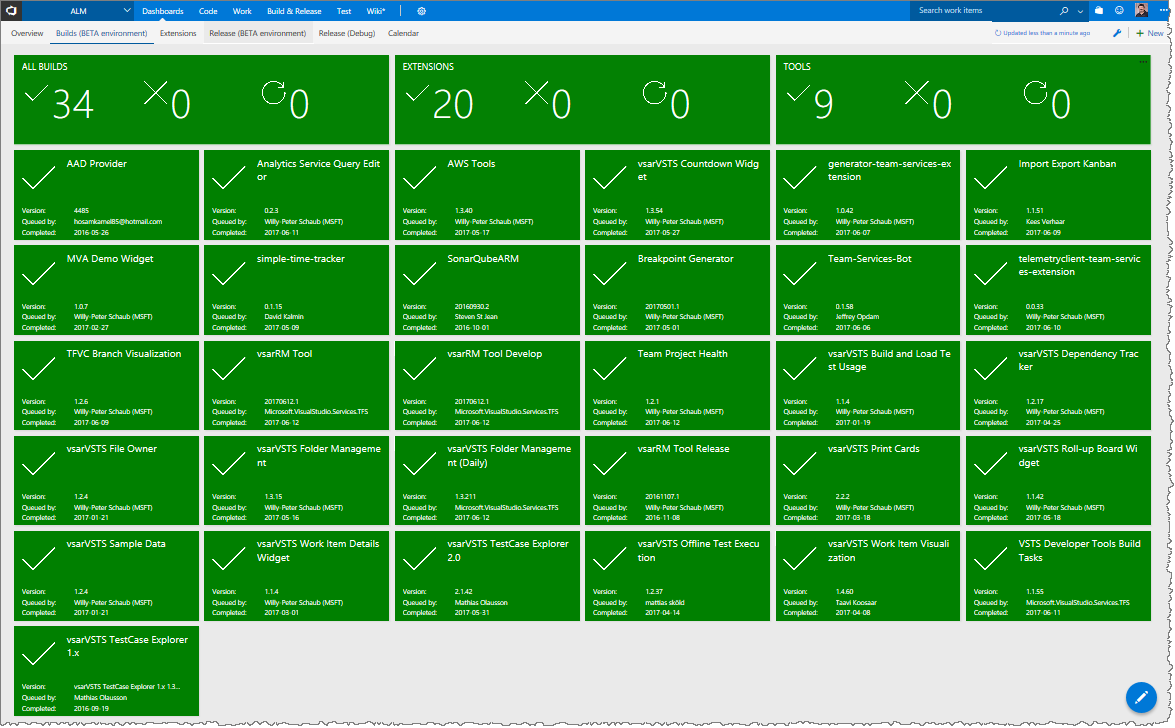 ALM
Dashboards
Code
Work
Build & Release
Test
Wiki*
Search work items
Overview
Builds (BETA environment)
Extensions
Release (BETA environment)
Release (Debug)
Calendar
Updated less than a minute ago
New
ALL BUILDS
34
0
0
EXTENSIONS
20
0
0
TOOLS
9
0
0
AAD Provider
Version: 4485
Queued by: hosamkamel85@hotmail.com
Completed: 2016-05-26
Analytics Service Query Edit
or
Version: 0.2.3
Queued by: Willy-Peter Schaub (MSFT)
Completed: 2017-06-11
AWS Tools
Version: 1.3.40
Queued by: Willy-Peter Schaub (MSFT)
Completed: 2017-05-17
vsarVSTS Countdown Widg
et
Version: 1.3.54
Queued by: Willy-Peter Schaub (MSFT)
Completed: 2017-05-27
generator-team-services-ex
tension
Version: 1.0.42
Queued by: Willy-Peter Schaub (MSFT)
Completed: 2017-06-07
Import Export Kanban
Version: 1.1.51
Queued by: Kees Verhaar
Completed: 2017-06-09
MVA Demo Widget
Version: 1.0.7
Queued by: Willy-Peter Schaub (MSFT)
Completed: 2017-02-27
simple-time-tracker
Version: 0.1.15
Queued by: David Kalmin
Completed: 2017-05-09
SonarQubeARM
Version: 20160930.2
Queued by: Steven St Jean
Completed: 2016-10-01
Breakpoint Generator
Version: 20170501.1
Queued by: Willy-Peter Schaub (MSFT)
Completed: 2017-05-01
Team-Services-Bot
Version: 0.1.58
Queued by: Jeffrey Opdam
Completed: 2017-06-06
telemetryclient-team-servic
es-extension
Version: 0.0.33
Queued by: Willy-Peter Schaub (MSFT)
Completed: 2017-06-10
TFVC Branch Visualization
Version: 1.2.6
Queued by: Willy-Peter Schaub (MSFT)
Completed: 2017-06-09
vsarRM Tool
Version: 20170612.1
Queued by: Microsoft.VisualStudio.Services.TFS
Completed: 2017-06-12
vsarRM Tool Develop
Version: 20170612.1
Queued by: Microsoft.VisualStudio.Services.TFS
Completed: 2017-06-12
Team Project Health
Version: 1.2.1
Queued by: Willy-Peter Schaub (MSFT)
Completed: 2017-06-12
vsarVSTS Build and Load Te
st Usage
Version: 1.1.4
Queued by: Willy-Peter Schaub (MSFT)
Completed: 2017-01-19
vsarVSTS Dependency Trac
ker
Version: 1.2.17
Queued by: Willy-Peter Schaub (MSFT)
Completed: 2017-04-25
vsarVSTS File Owner
Version: 1.2.4
Queued by: Willy-Peter Schaub (MSFT)
Completed: 2017-01-21
vsarVSTS Folder Manageme
nt
Version: 1.3.15
Queued by: Willy-Peter Schaub (MSFT)
Completed: 2017-05-16
vsarVSTS Folder Manageme
nt (Daily)
Version: 1.3.211
Queued by: Microsoft.VisualStudio.Services.TFS
Completed: 2017-06-12
vsarRM Tool Release
Version: 20161107.1
Queued by: Willy-Peter Schaub (MSFT)
Completed: 2016-11-08
vsarVSTS Print Cards
Version: 2.2.2
Queued by: Willy-Peter Schaub (MSFT)
Completed: 2017-03-18
vsarVSTS Roll-up Board Wi
dget
Version: 1.1.42
Queued by: Willy-Peter Schaub (MSFT)
Completed: 2017-05-18
vsarVSTS Sample Data
Version: 1.2.4
Queued by: Willy-Peter Schaub (MSFT)
Completed: 2017-01-21
vsarVSTS Work Item Details
Widget
Version: 1.1.4
Queued by: Willy-Peter Schaub (MSFT)
Completed: 2017-03-01
vsarVSTS TestCase Explorer
2.0
Version: 2.1.42
Queued by: Mathias Olausson
Completed: 2017-05-31
vsarVSTS Offline Test Execu
tion
Version: 1.2.37
Queued by: mattias sköld
Completed: 2017-04-14
vsarVSTS Work Item Visuali
zation
Version: 1.4.60
Queued by: Taavi Koosaar
Completed: 2017-04-08
VSTS Developer Tools Build
Tasks
Version: 1.1.55
Queued by: Microsoft.VisualStudio.Services.TFS
Completed: 2017-06-11
vsarVSTS TestCase Explorer
1.x
Version: vsarVSTS TestCase Explorer 1.x 1.3...
Queued by: Mathias Olausson
Completed: 2016-09-19